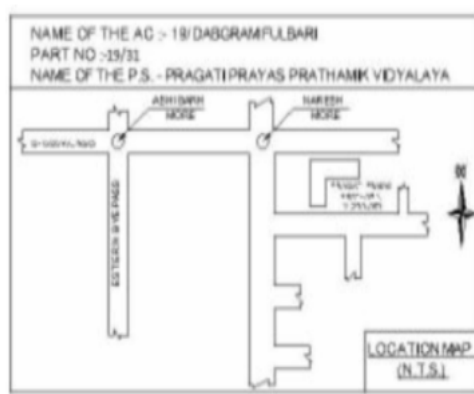 NAME OF THE AC :- 19/DABGRAM FULBARI
PART NO :-19/31
NAME OF THE P.S. - PRAGATI PRAYAS PRATHAMIK VIDYALAYA
ASHIGARH
MORE
NARESH
MORE
ESTERIN BYE PASS
LOCATION MAP
(N.T.S.)